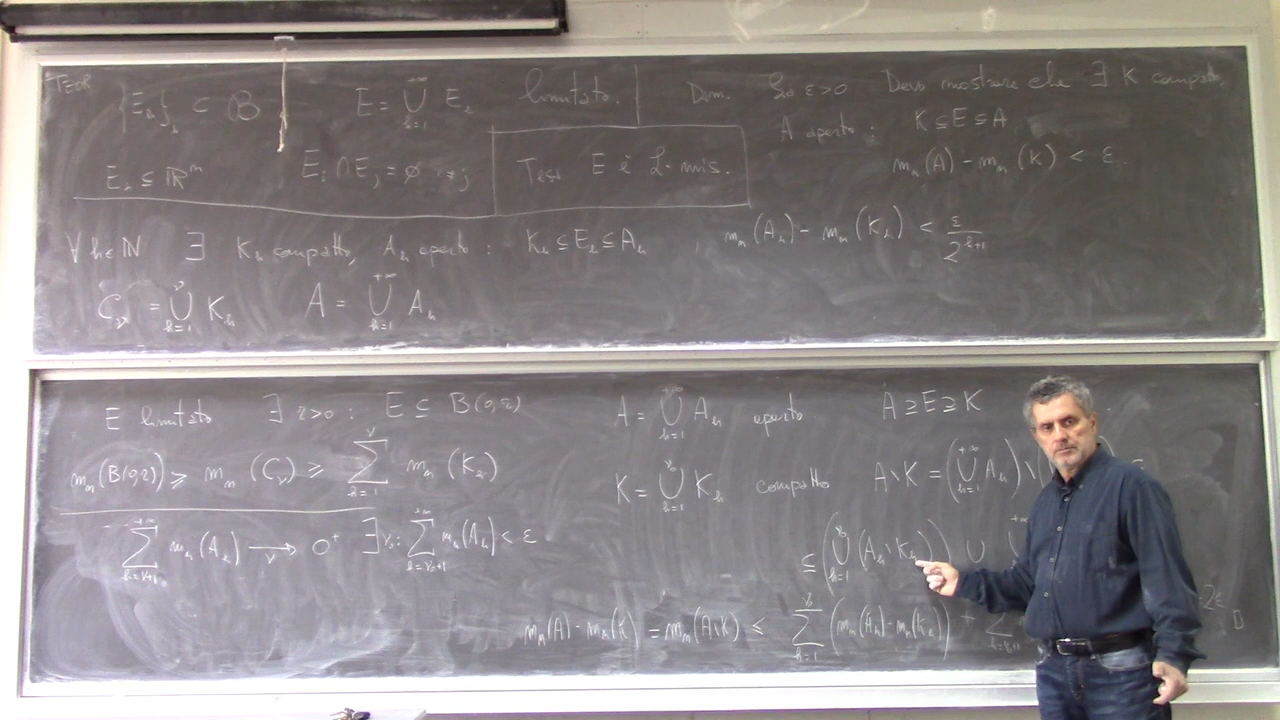 TEOR
{E_h}_h ⊂ B   E = ⋃_{h=1}^{+∞} E_h limitato.
E_h ⊆ ℝ^n   E_i ∩ E_j = ∅ i≠j
Tesi E è L-mis.
Dim. Sia ε>0 Devo mostrare che ∃ K compatto,
A aperto : K ⊆ E ⊆ A
m_n(A) - m_n(K) < ε.
∀ h∈ℕ ∃ K_h compatto, A_h aperto : K_h ⊆ E_h ⊆ A_h   m_n(A_h) - m_n(K_h) < ε/2^{h+1}
C_ν = ⋃_{h=1}^{ν} K_h   A = ⋃_{h=1}^{+∞} A_h
E limitato ∃ r>0 : E ⊆ B(0,r)
m_n(B(0,r)) ≥ m_n(C_ν) ≥ ∑_{h=1}^{ν} m_n(K_h)
∑_{h=ν+1}^{+∞} m_n(A_h) →_ν 0⁺   ∃ν₀: ∑_{h=ν₀+1}^{+∞} m_n(A_h) < ε
A = ⋃_{h=1}^{+∞} A_h aperto   A ⊇ E ⊇ K
K = ⋃_{h=1}^{ν₀} K_h compatto   A∖K = (⋃_{h=1}^{+∞} A_h)∖(
⊆ (⋃_{h=1}^{ν₀} (A_h∖K_h)) ∪
m_n(A) - m_n(K) = m_n(A∖K) ≤ ∑_{h=1}^{ν₀} (m_n(A_h) - m_n(K_h)) + ∑_{h=ν₀+1} 2ε □